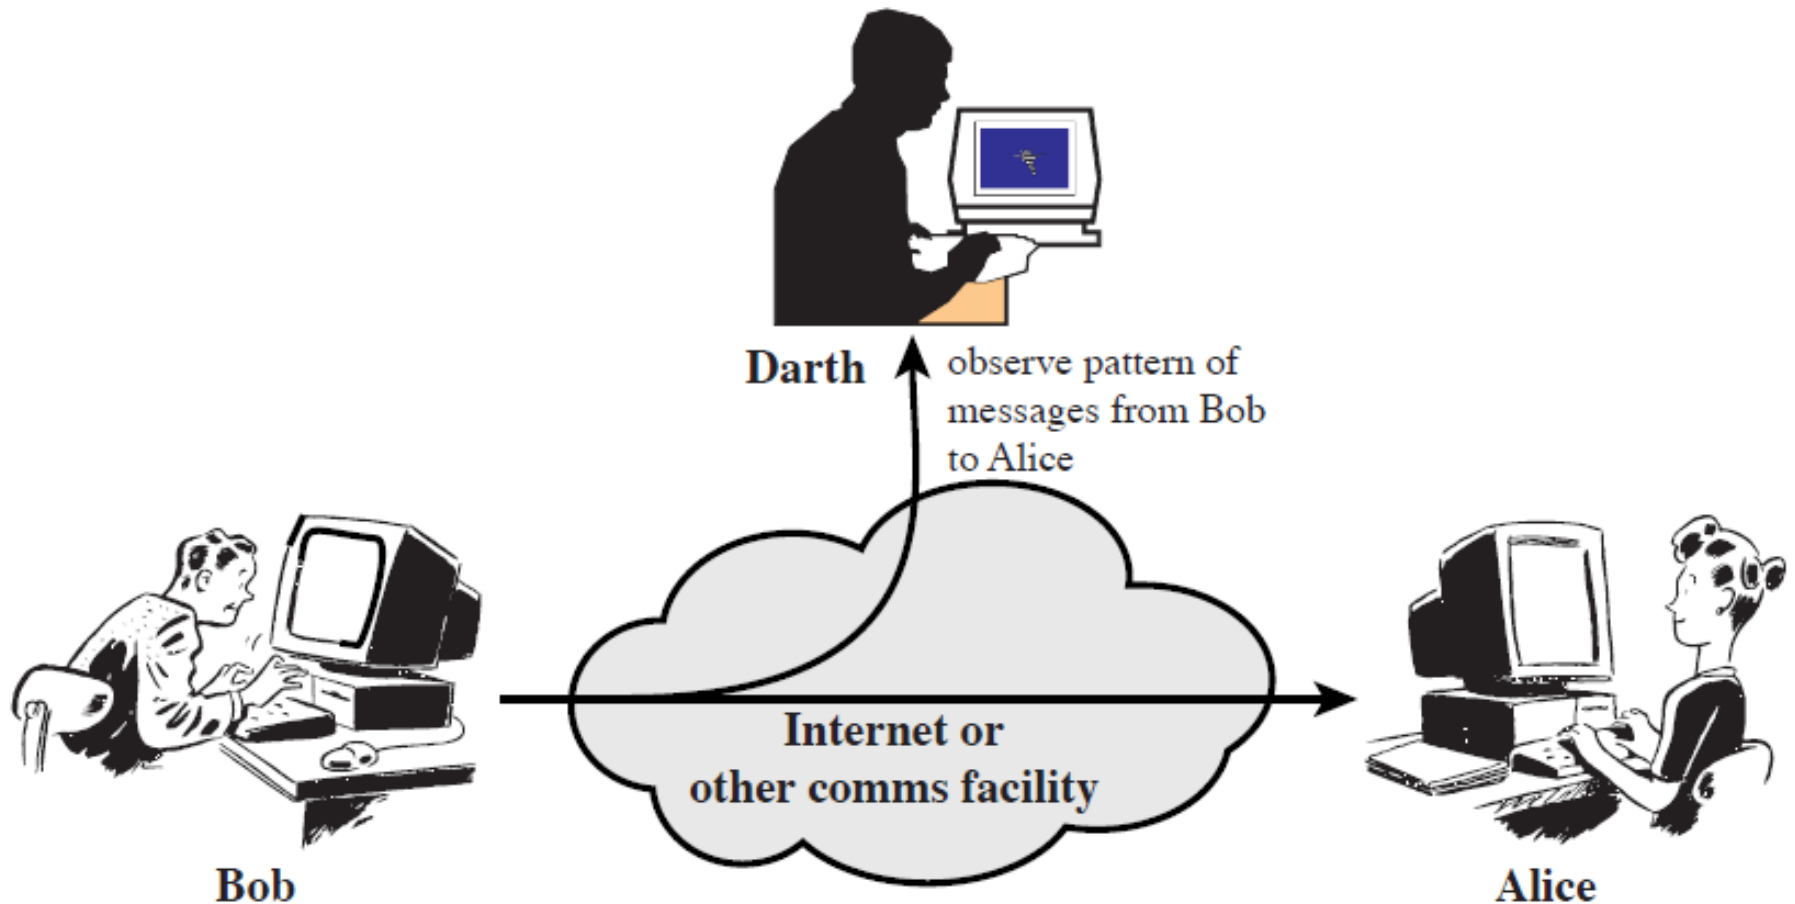 Darth
observe pattern of
messages from Bob
to Alice
Internet or
other comms facility
Bob
Alice